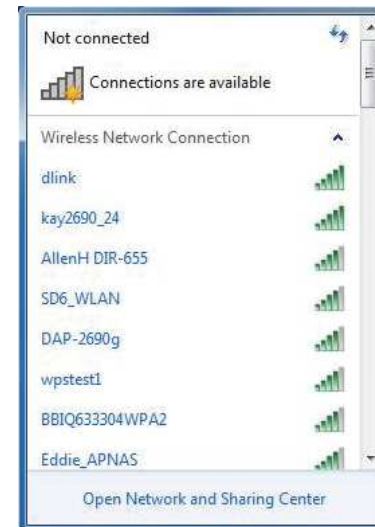 Not connected
Connections are available
Wireless Network Connection
dlink
kay2690_24
AllenH DIR-655
SD6_WLAN
DAP-2690g
wpstest1
BBIQ633304WPA2
Eddie_APNAS
Open Network and Sharing Center